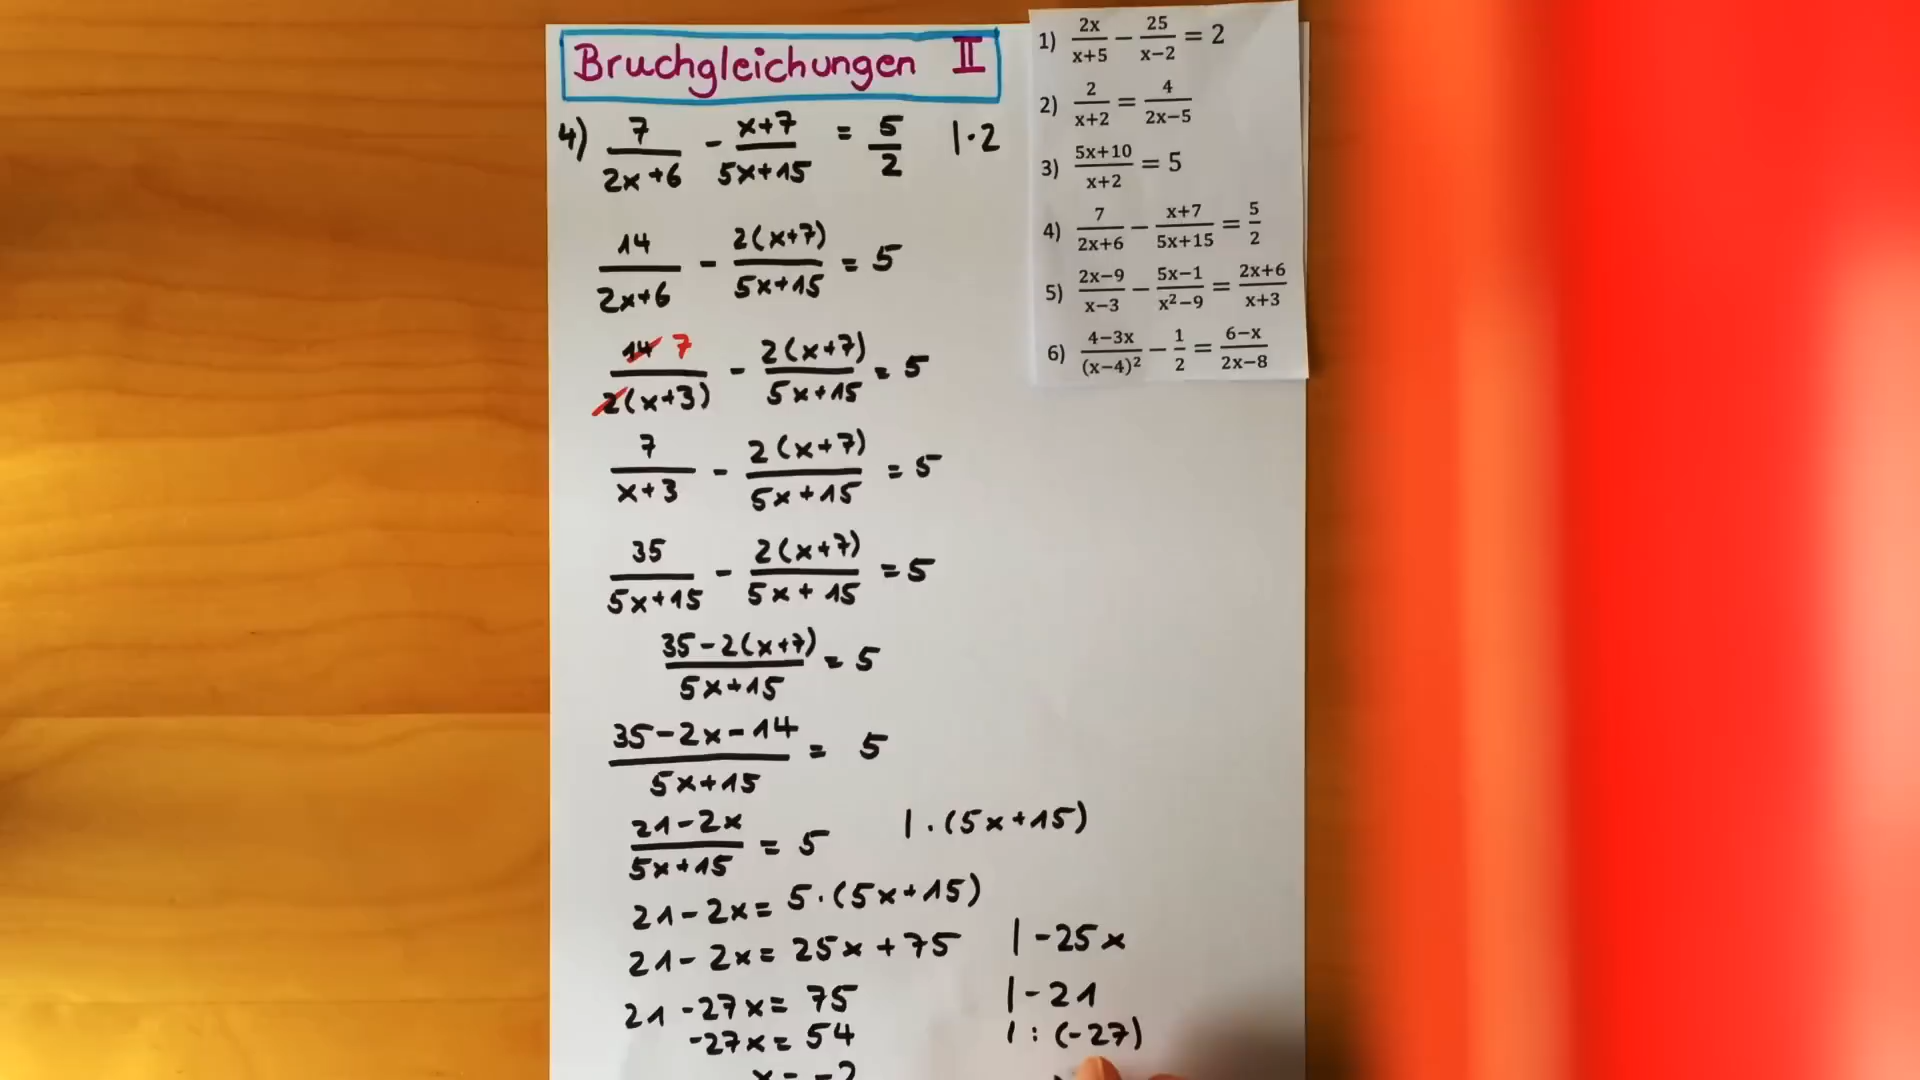 Bruchgleichungen II
4) 7/(2x+6) - (x+7)/(5x+15) = 5/2 |·2
14/(2x+6) - 2(x+7)/(5x+15) = 5
14 7/2(x+3) - 2(x+7)/(5x+15) = 5
7/(x+3) - 2(x+7)/(5x+15) = 5
35/(5x+15) - 2(x+7)/(5x+15) = 5
(35-2(x+7))/(5x+15) = 5
(35-2x-14)/(5x+15) = 5
(21-2x)/(5x+15) = 5 |·(5x+15)
21-2x = 5·(5x+15)
21-2x = 25x+75 |-25x
21-27x = 75 |-21
-27x = 54 |:(-27)
x = -2
1) 2x/(x+5) − 25/(x−2) = 2
2) 2/(x+2) = 4/(2x−5)
3) (5x+10)/(x+2) = 5
4) 7/(2x+6) − (x+7)/(5x+15) = 5/2
5) (2x−9)/(x−3) − (5x−1)/(x²−9) = (2x+6)/(x+3)
6) (4−3x)/(x−4)² − 1/2 = (6−x)/(2x−8)